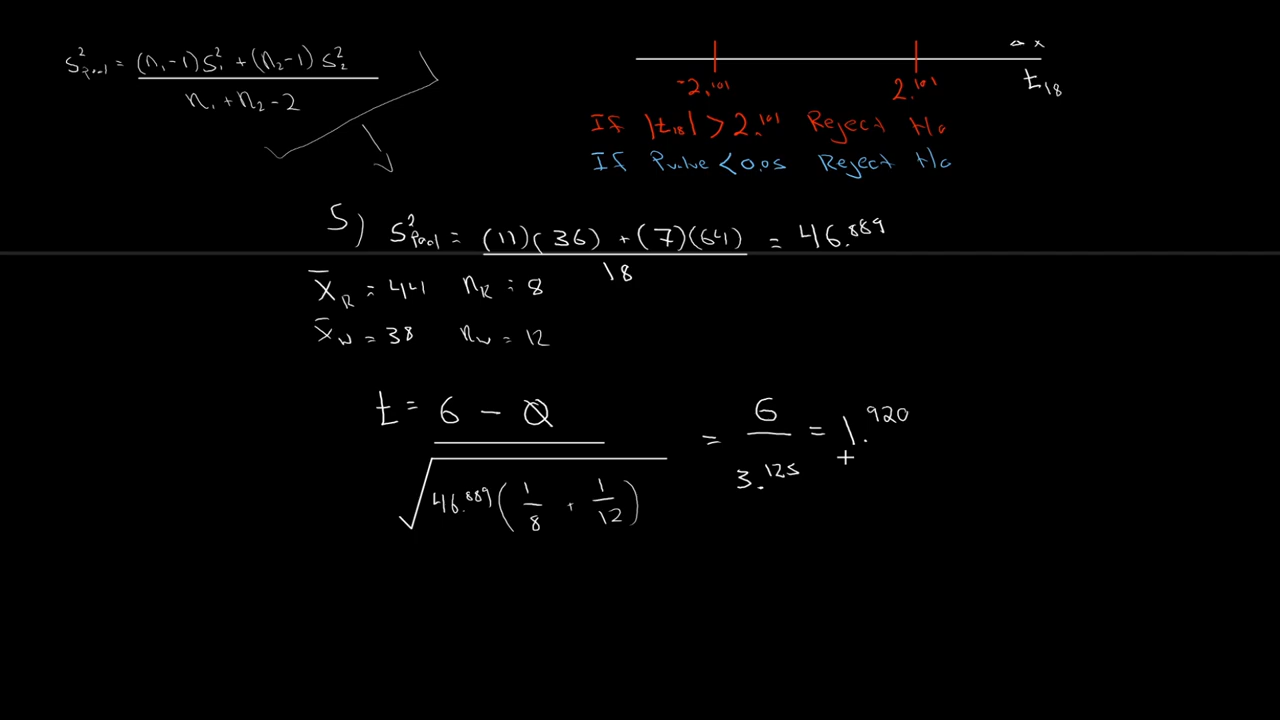 S²pool = (n₁-1)S₁² + (n₂-1) S₂²
n₁ + n₂ - 2
-2.101 2.101 t₁₈
If |t₁₈| > 2.101 Reject Ho
If Pvalue < 0.05 Reject Ho
5) S²pool = (11)(36) + (7)(64) = 46.889
18
X̄R = 44 nR = 8
X̄w = 38 nw = 12
t = 6 - 0 = 6 = 1.920
√46.889(1/8 + 1/12) 3.125